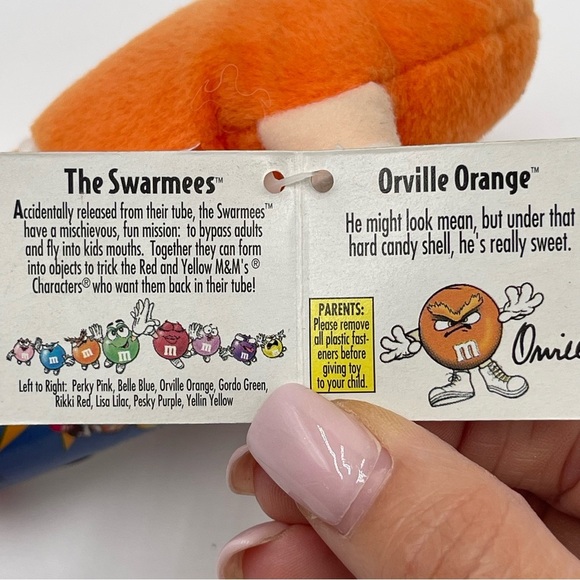 The Swarmees™
Accidentally released from their tube, the Swarmees™
have a mischievous, fun mission: to bypass adults
and fly into kids mouths. Together they can form
into objects to trick the Red and Yellow M&M's®
Characters® who want them back in their tube!
m m m m m m m m
Left to Right: Perky Pink, Belle Blue, Orville Orange, Gordo Green,
Rikki Red, Lisa Lilac, Pesky Purple, Yellin Yellow
Orville Orange™
He might look mean, but under that
hard candy shell, he's really sweet.
PARENTS:
Please remove
all plastic fast-
eners before
giving toy
to your child.
m